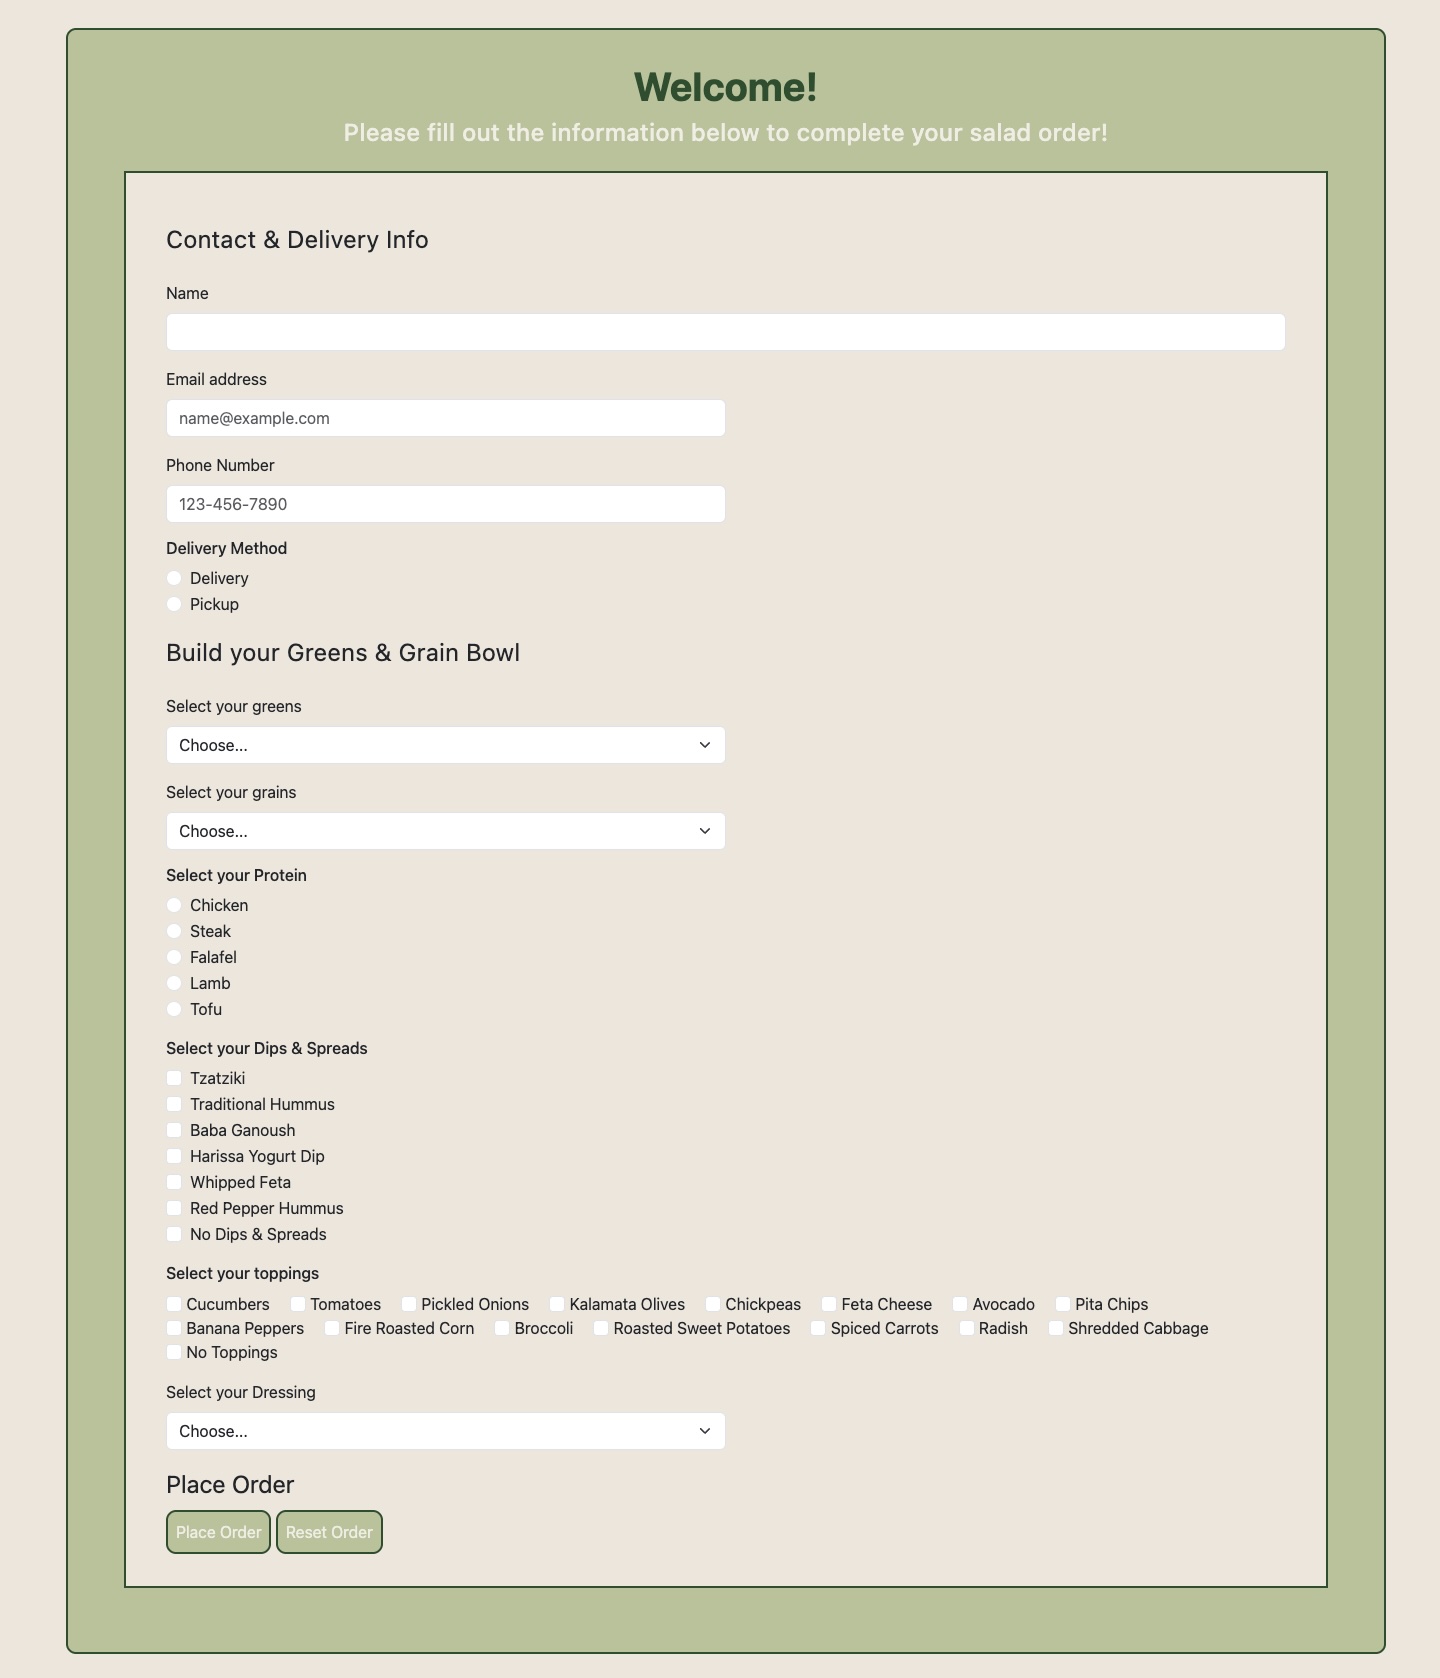 Welcome!
Please fill out the information below to complete your salad order!
Contact & Delivery Info
Name
Email address
name@example.com
Phone Number
123-456-7890
Delivery Method
Delivery
Pickup
Build your Greens & Grain Bowl
Select your greens
Choose...
Select your grains
Choose...
Select your Protein
Chicken
Steak
Falafel
Lamb
Tofu
Select your Dips & Spreads
Tzatziki
Traditional Hummus
Baba Ganoush
Harissa Yogurt Dip
Whipped Feta
Red Pepper Hummus
No Dips & Spreads
Select your toppings
Cucumbers Tomatoes Pickled Onions Kalamata Olives Chickpeas Feta Cheese Avocado Pita Chips
Banana Peppers Fire Roasted Corn Broccoli Roasted Sweet Potatoes Spiced Carrots Radish Shredded Cabbage
No Toppings
Select your Dressing
Choose...
Place Order
Place Order Reset Order